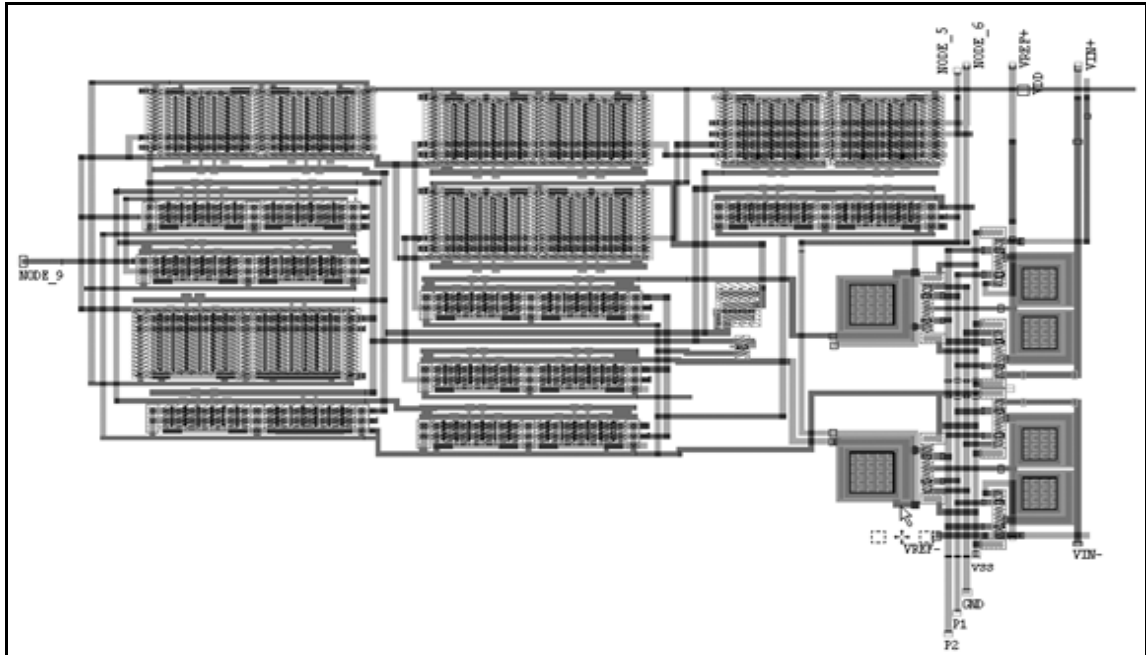 NODE_5
NODE_6
VREF+
VIN+
VDD
NODE_9
VREF-
VIN-
VSS
GND
P1
P2